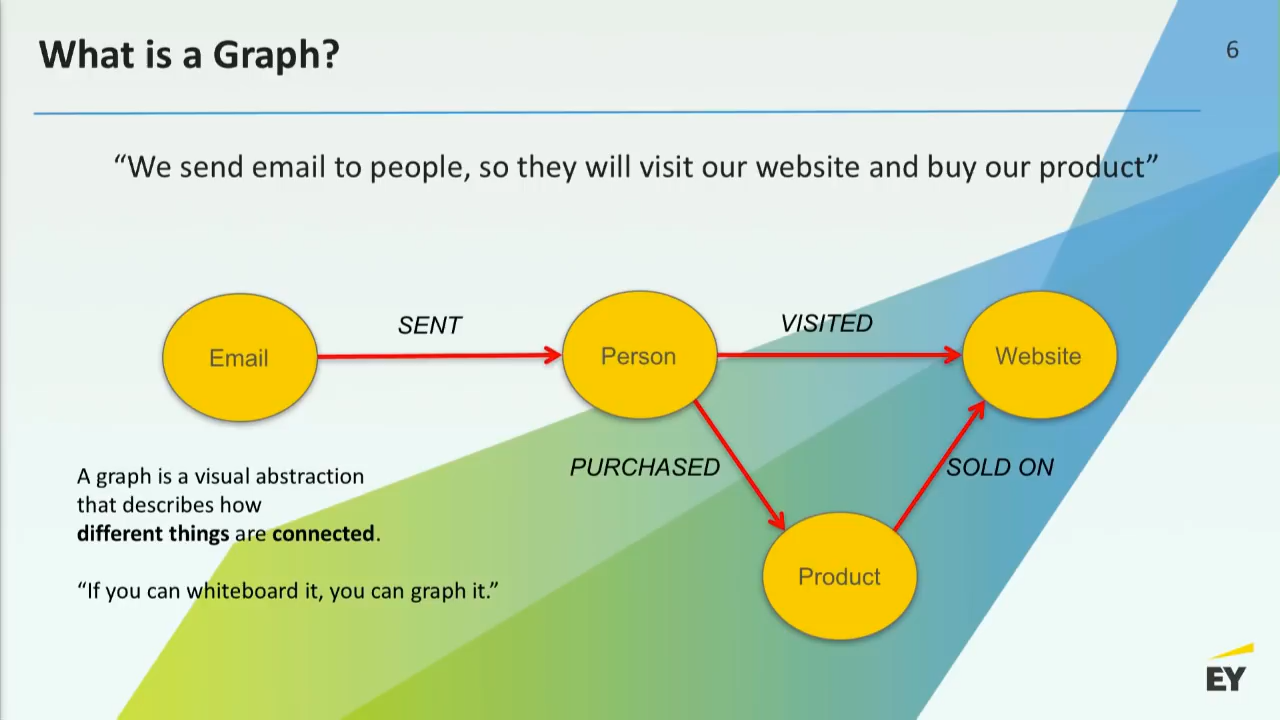 What is a Graph?
6
“We send email to people, so they will visit our website and buy our product”
SENT
VISITED
Email
Person
Website
PURCHASED
SOLD ON
A graph is a visual abstraction
that describes how
different things are connected.
Product
“If you can whiteboard it, you can graph it.”
EY